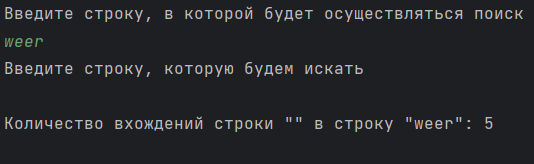 Введите строку, в которой будет осуществляться поиск
weer
Введите строку, которую будем искать
Количество вхождений строки "" в строку "weer": 5